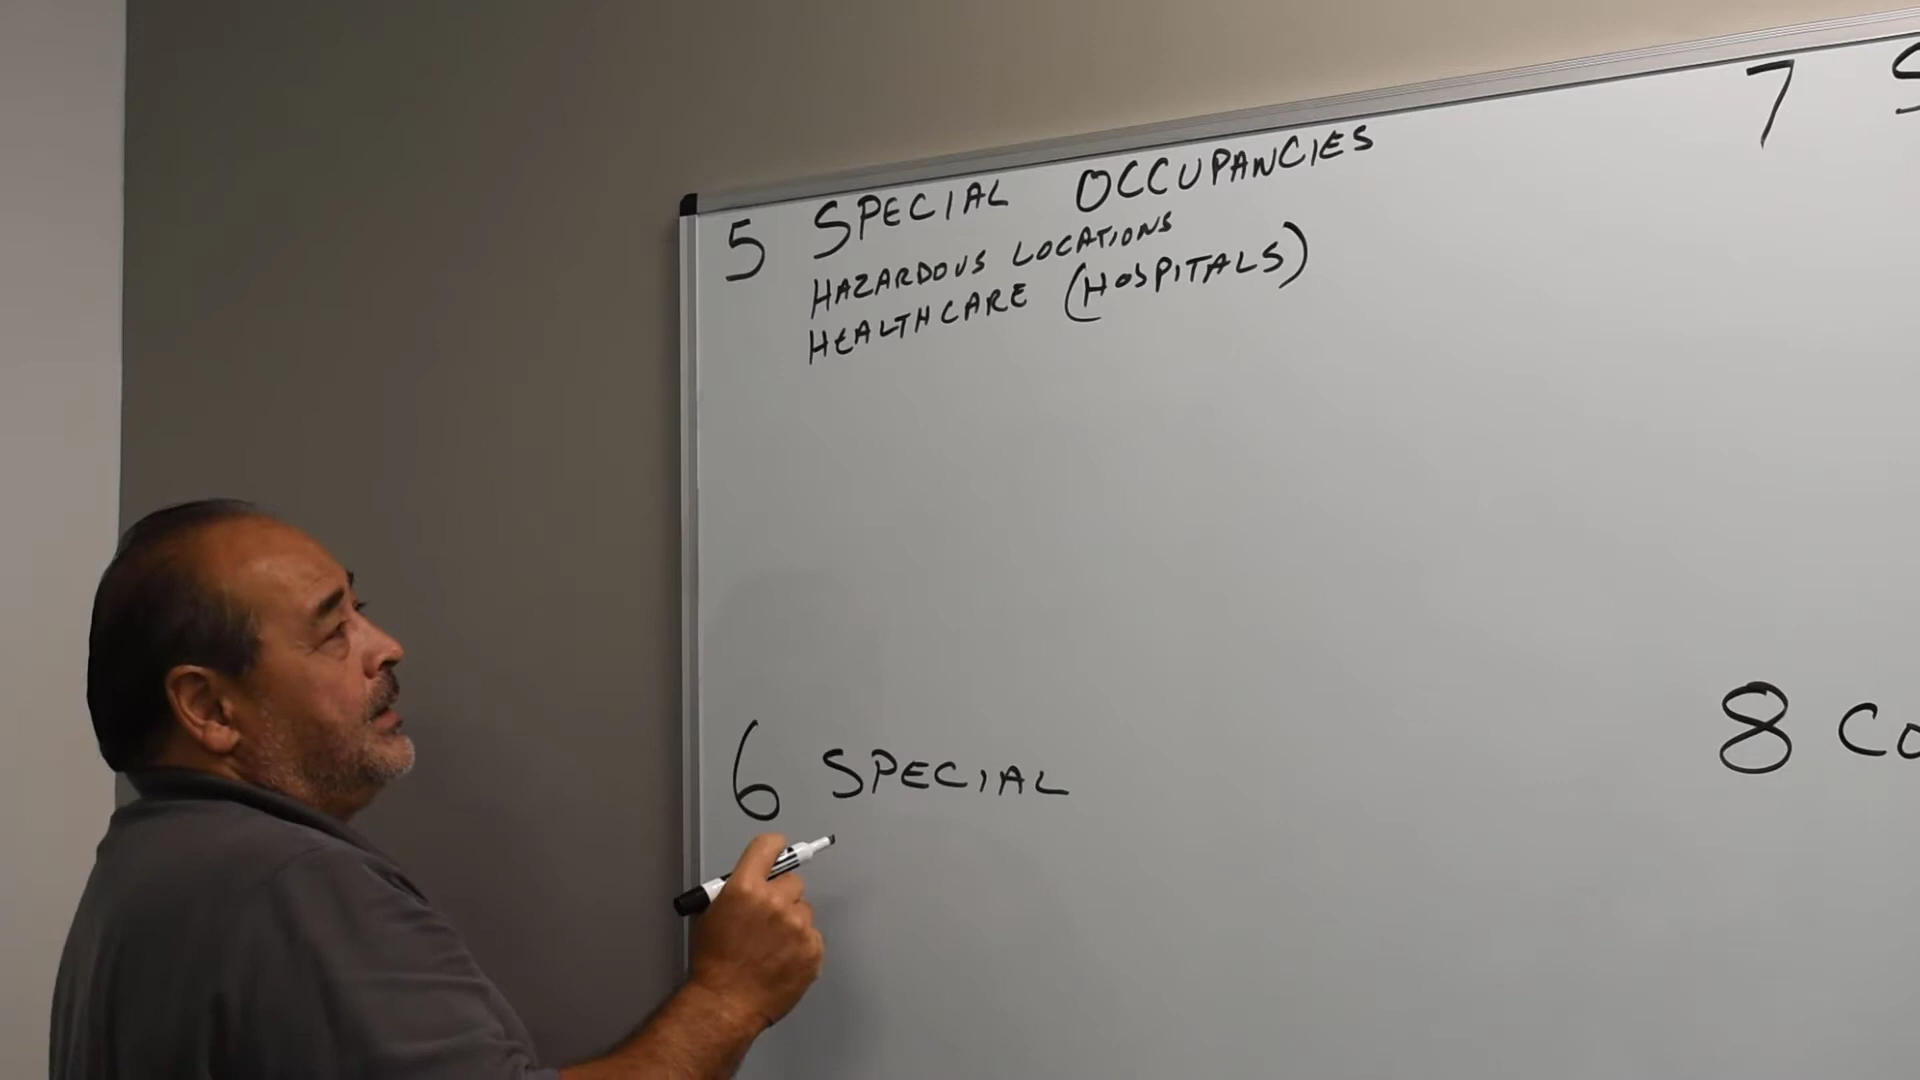 5 SPECIAL OCCUPANCIES
HAZARDOUS LOCATIONS
HEALTHCARE (HOSPITALS)
6 SPECIAL
7 S
8 CO